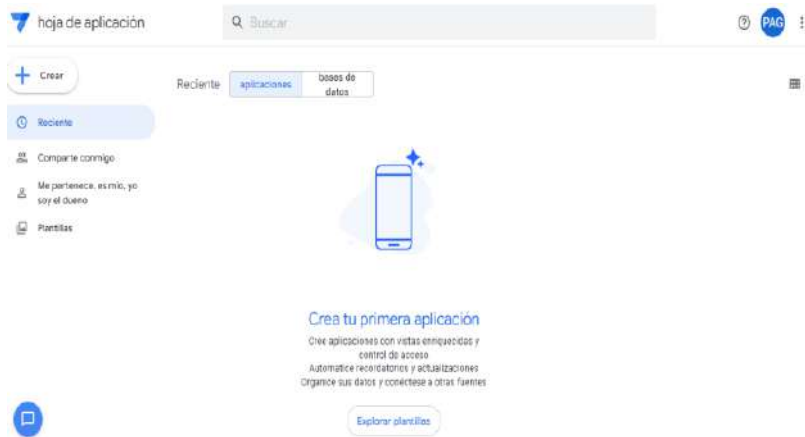 hoja de aplicación
Buscar
PAG
Crear
Reciente
aplicaciones
bases de
datos
Reciente
Comparte conmigo
Me pertenece, es mio, yo
soy el dueno
Plantillas
Crea tu primera aplicación
Cree aplicaciones con vistas enriquecidas y
control de acceso
Automatice recordatorios y actualizaciones
Organice sus datos y conéctese a otras fuentes
Explorar plantillas